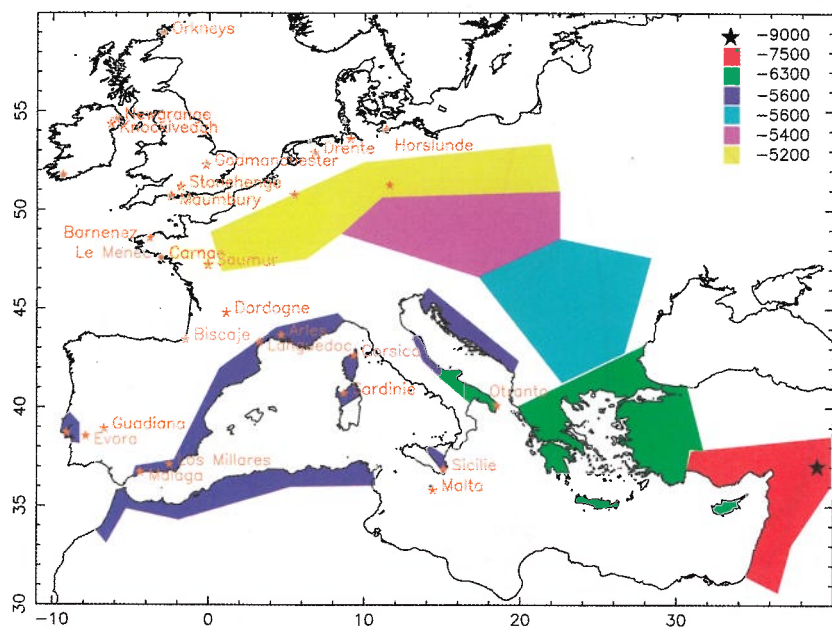 Orkneys
-9000
-7500
-6300
-5600
-5600
-5400
-5200
55
Newgrange
Knockiveagh
Drente
Horslunde
Godmanchester
Stonehenge
Maumbury
50
Barnenez
Le Menec
Carnac
Saumur
45
Dordogne
Biscaje
Arles
Languedoc
Corsica
Sardinie
Otranto
40
Guadiana
Evora
Los Millares
Malaga
Sicilie
Malta
35
30
-10
0
10
20
30